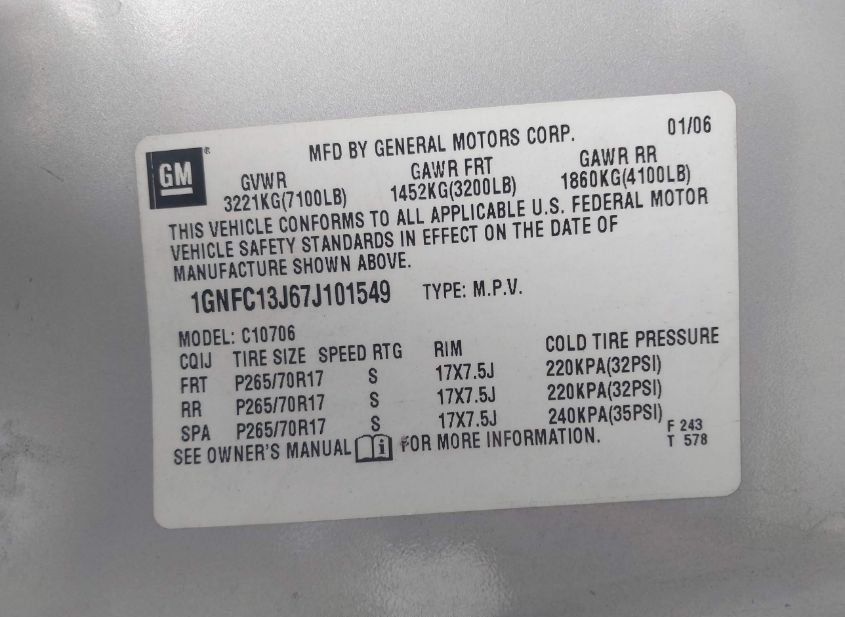 MFD BY GENERAL MOTORS CORP. 01/06
GM
GVWR GAWR FRT GAWR RR
3221KG(7100LB) 1452KG(3200LB) 1860KG(4100LB)
THIS VEHICLE CONFORMS TO ALL APPLICABLE U.S. FEDERAL MOTOR
VEHICLE SAFETY STANDARDS IN EFFECT ON THE DATE OF
MANUFACTURE SHOWN ABOVE.
1GNFC13J67J101549 TYPE: M.P.V.
MODEL: C10706
CQIJ TIRE SIZE SPEED RTG RIM COLD TIRE PRESSURE
FRT P265/70R17 S 17X7.5J 220KPA(32PSI)
RR P265/70R17 S 17X7.5J 220KPA(32PSI)
SPA P265/70R17 S 17X7.5J 240KPA(35PSI)
SEE OWNER'S MANUAL i FOR MORE INFORMATION.
F 243
T 578